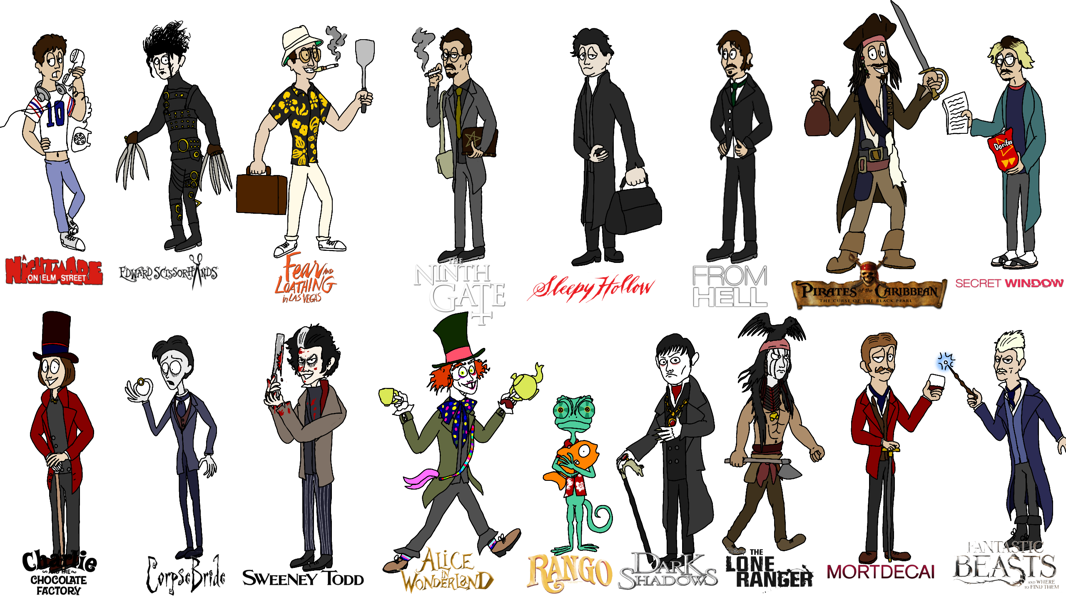 10
Doritos
A
NIGHTMARE
ON ELM STREET
EDWARD SCISSORHANDS
Fear AND
LOATHING
in LAS VEGAS
THE
NINTH
GATE
Sleepy Hollow
FROM
HELL
PIRATES of the CARIBBEAN
THE CURSE OF THE BLACK PEARL
SECRET WINDOW
Charlie
AND THE
CHOCOLATE
FACTORY
Corpse Bride
SWEENEY TODD
ALICE
IN
WONDERLAND
RANGO
DARK
SHADOWS
THE
LONE
RANGER
MORTDECAI
FANTASTIC
BEASTS
AND WHERE
TO FIND THEM